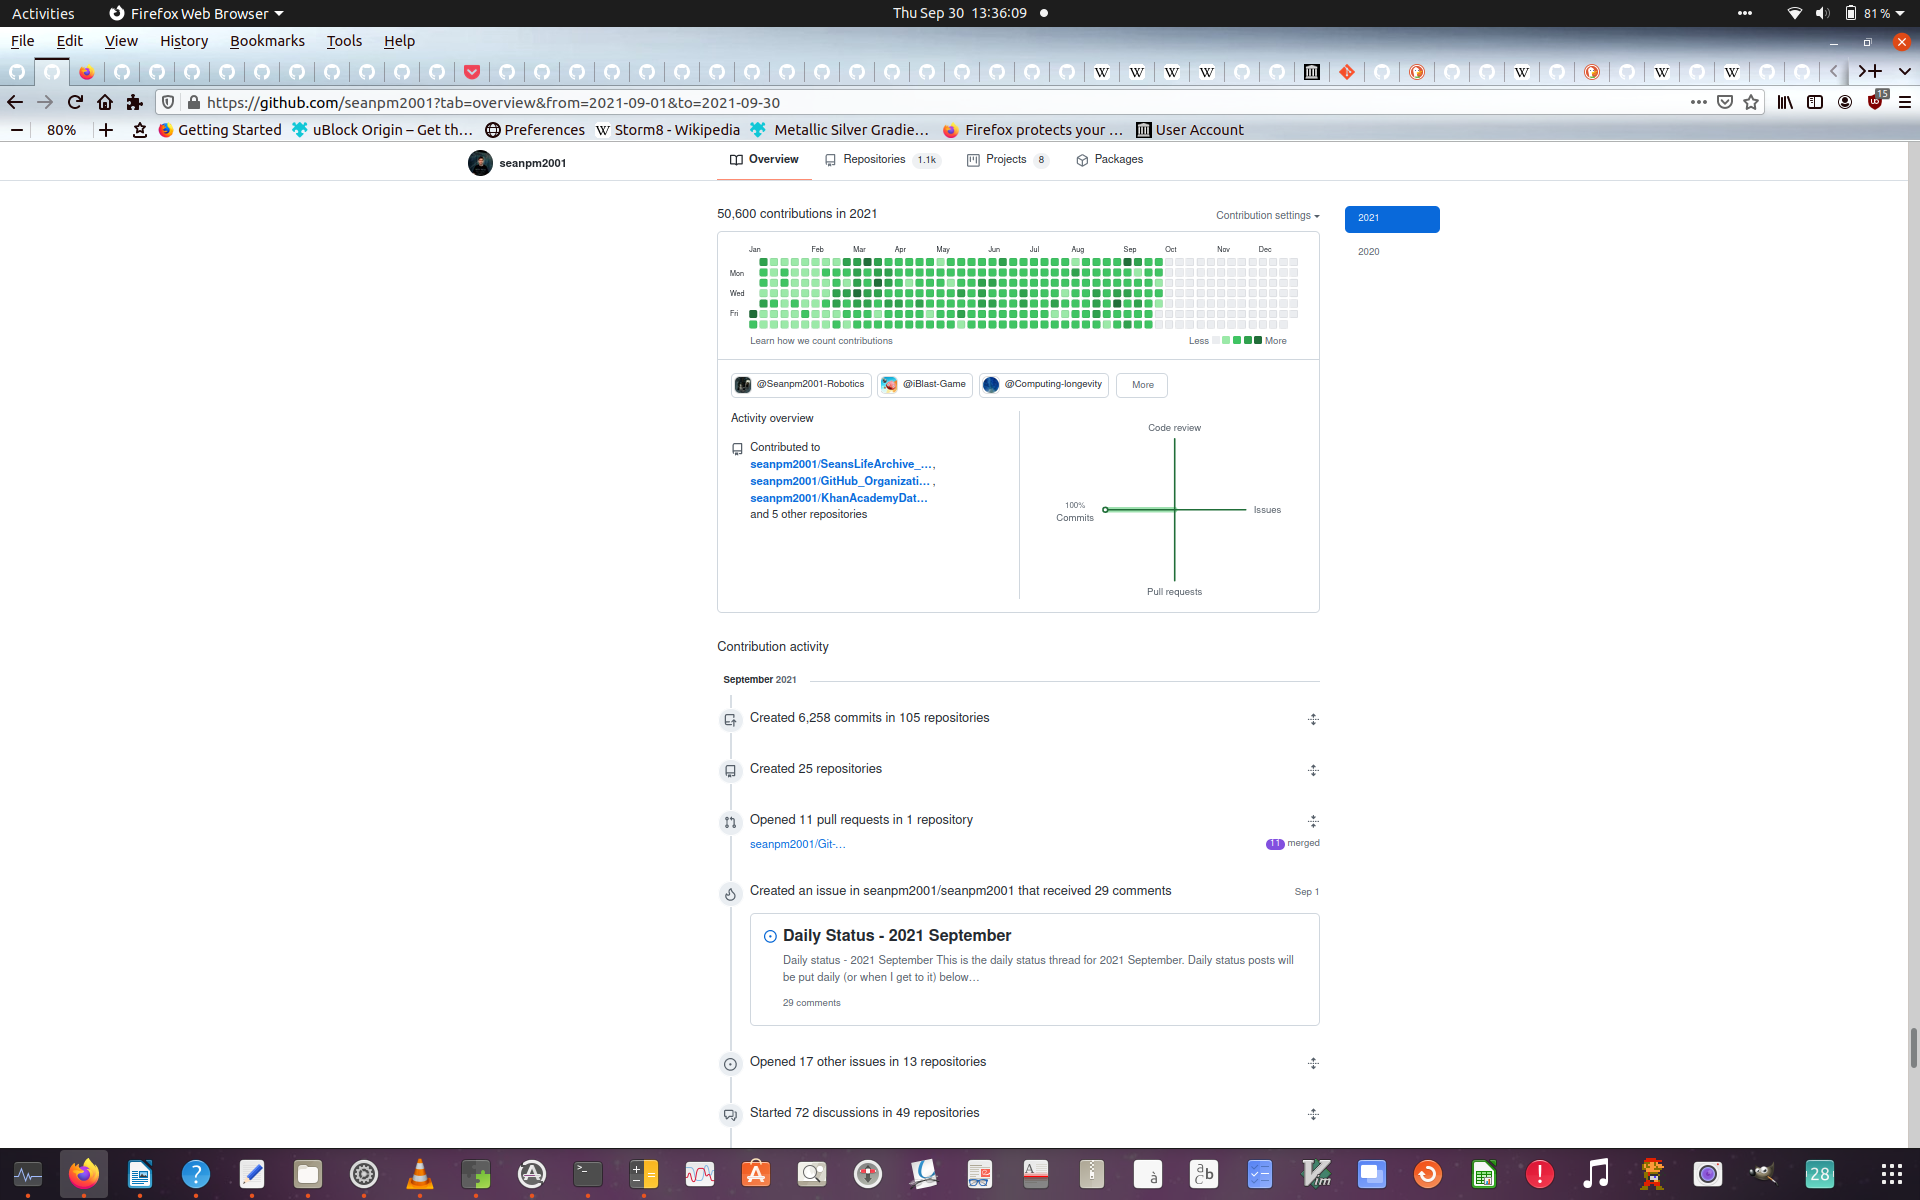 Activities Firefox Web Browser Thu Sep 30 13:36:09 81 %
File Edit View History Bookmarks Tools Help
https://github.com/seanpm2001?tab=overview&from=2021-09-01&to=2021-09-30 15
80% Getting Started uBlock Origin – Get th… Preferences Storm8 - Wikipedia Metallic Silver Gradie… Firefox protects your … User Account
seanpm2001 Overview Repositories 1.1k Projects 8 Packages
50,600 contributions in 2021 Contribution settings 2021
2020
Jan Feb Mar Apr May Jun Jul Aug Sep Oct Nov Dec
Mon
Wed
Fri
Learn how we count contributions Less More
@Seanpm2001-Robotics @iBlast-Game @Computing-longevity More
Activity overview
Contributed to
seanpm2001/SeansLifeArchive_…,
seanpm2001/GitHub_Organizati… ,
seanpm2001/KhanAcademyDat…
and 5 other repositories
Code review
100%
Commits
Issues
Pull requests
Contribution activity
September 2021
Created 6,258 commits in 105 repositories
Created 25 repositories
Opened 11 pull requests in 1 repository
seanpm2001/Git-… 11 merged
Created an issue in seanpm2001/seanpm2001 that received 29 comments Sep 1
Daily Status - 2021 September
Daily status - 2021 September This is the daily status thread for 2021 September. Daily status posts will
be put daily (or when I get to it) below…
29 comments
Opened 17 other issues in 13 repositories
Started 72 discussions in 49 repositories
28